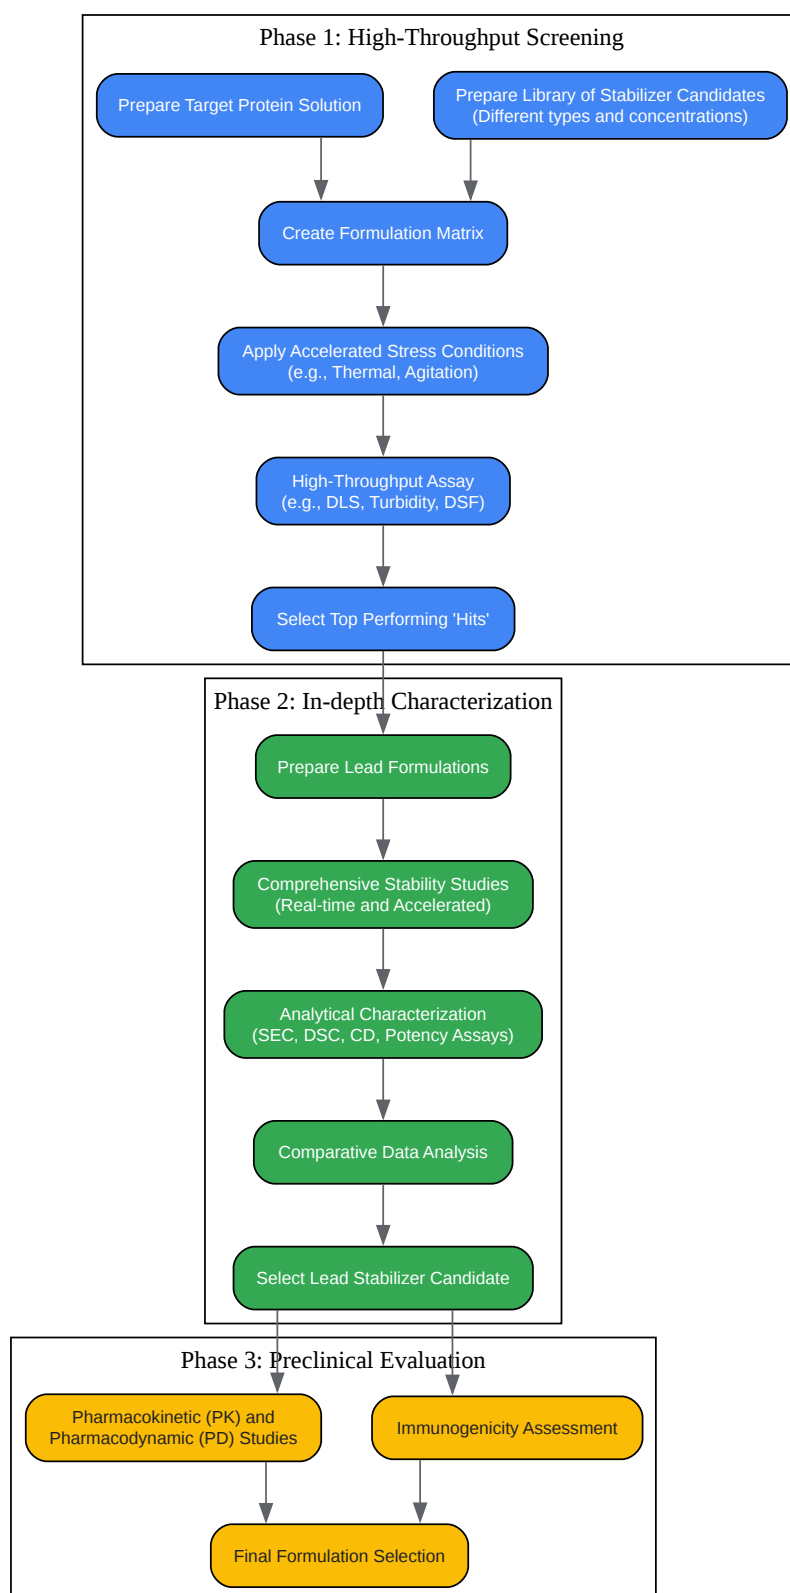 Phase 1: High-Throughput Screening
Prepare Target Protein Solution
Prepare Library of Stabilizer Candidates
(Different types and concentrations)
Create Formulation Matrix
Apply Accelerated Stress Conditions
(e.g., Thermal, Agitation)
High-Throughput Assay
(e.g., DLS, Turbidity, DSF)
Select Top Performing 'Hits'
Phase 2: In-depth Characterization
Prepare Lead Formulations
Comprehensive Stability Studies
(Real-time and Accelerated)
Analytical Characterization
(SEC, DSC, CD, Potency Assays)
Comparative Data Analysis
Select Lead Stabilizer Candidate
Phase 3: Preclinical Evaluation
Pharmacokinetic (PK) and
Pharmacodynamic (PD) Studies
Immunogenicity Assessment
Final Formulation Selection